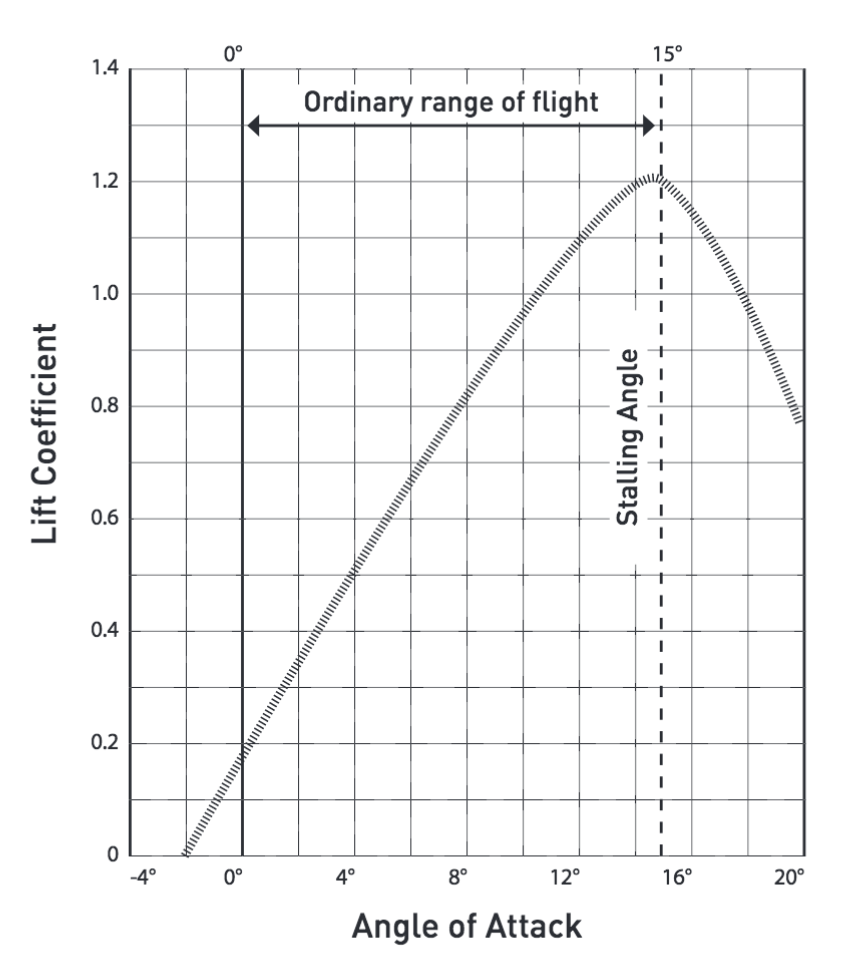 0° 15°
1.4
Ordinary range of flight
1.2
1.0
0.8
0.6
0.4
0.2
0
Lift Coefficient
Stalling Angle
-4° 0° 4° 8° 12° 16° 20°
Angle of Attack